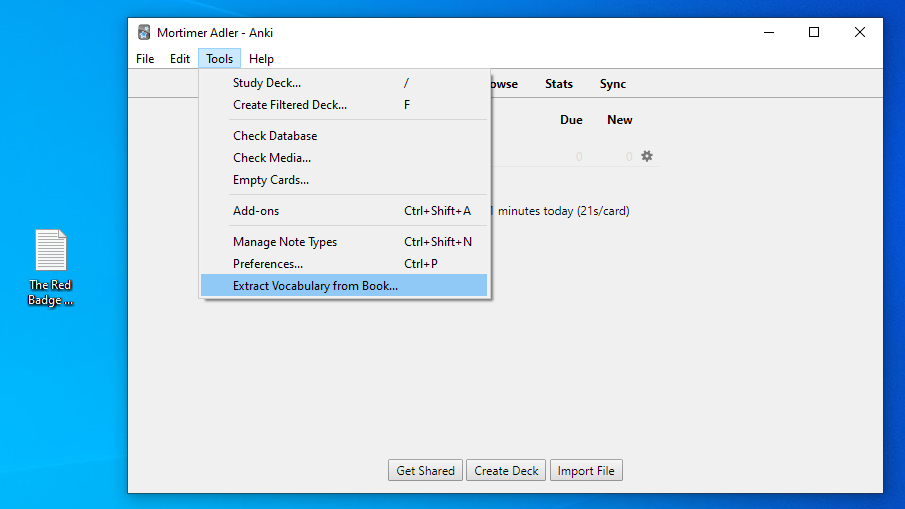 Mortimer Adler - Anki
File Edit Tools Help
Study Deck... /
Create Filtered Deck... F
Check Database
Check Media...
Empty Cards...
Add-ons Ctrl+Shift+A
Manage Note Types Ctrl+Shift+N
Preferences... Ctrl+P
Extract Vocabulary from Book...
owse Stats Sync
Due New
0 0
1 minutes today (21s/card)
Get Shared Create Deck Import File
The Red
Badge ...